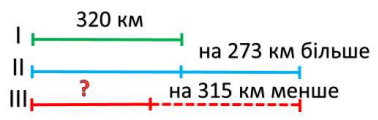 320 км
I
на 273 км більше
II
? на 315 км менше
III